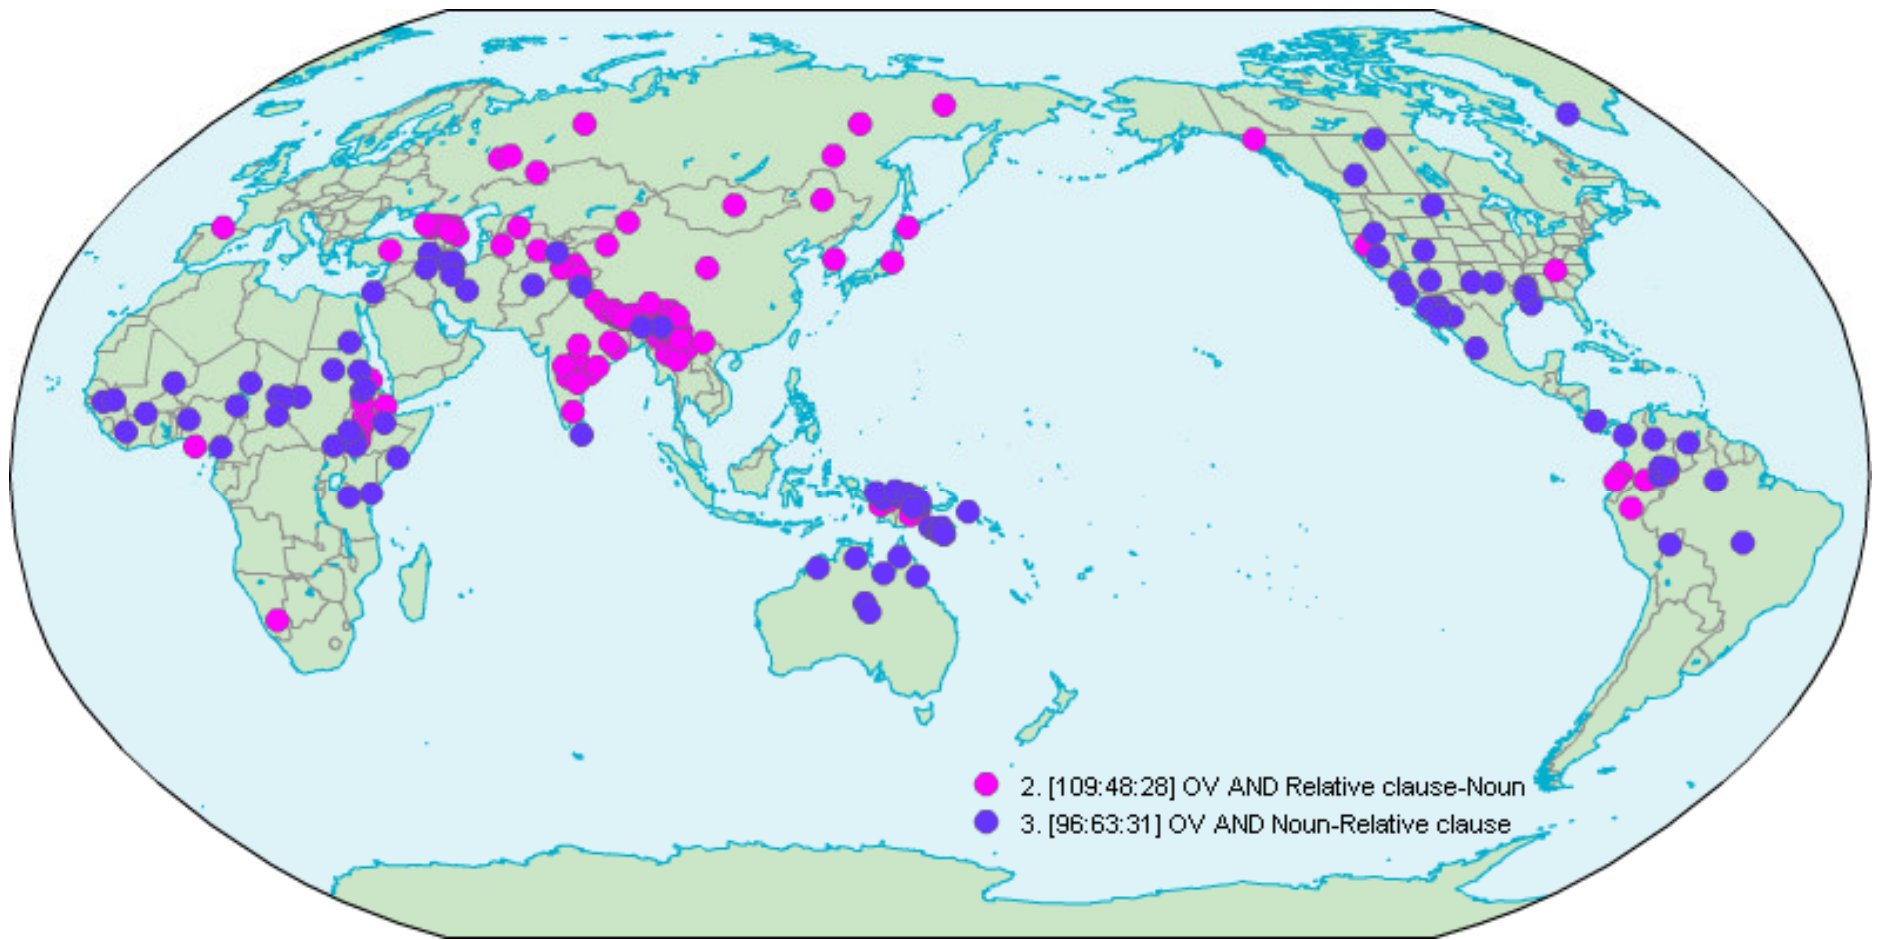 2. [109:48:28] OV AND Relative clause-Noun
3. [96:63:31] OV AND Noun-Relative clause